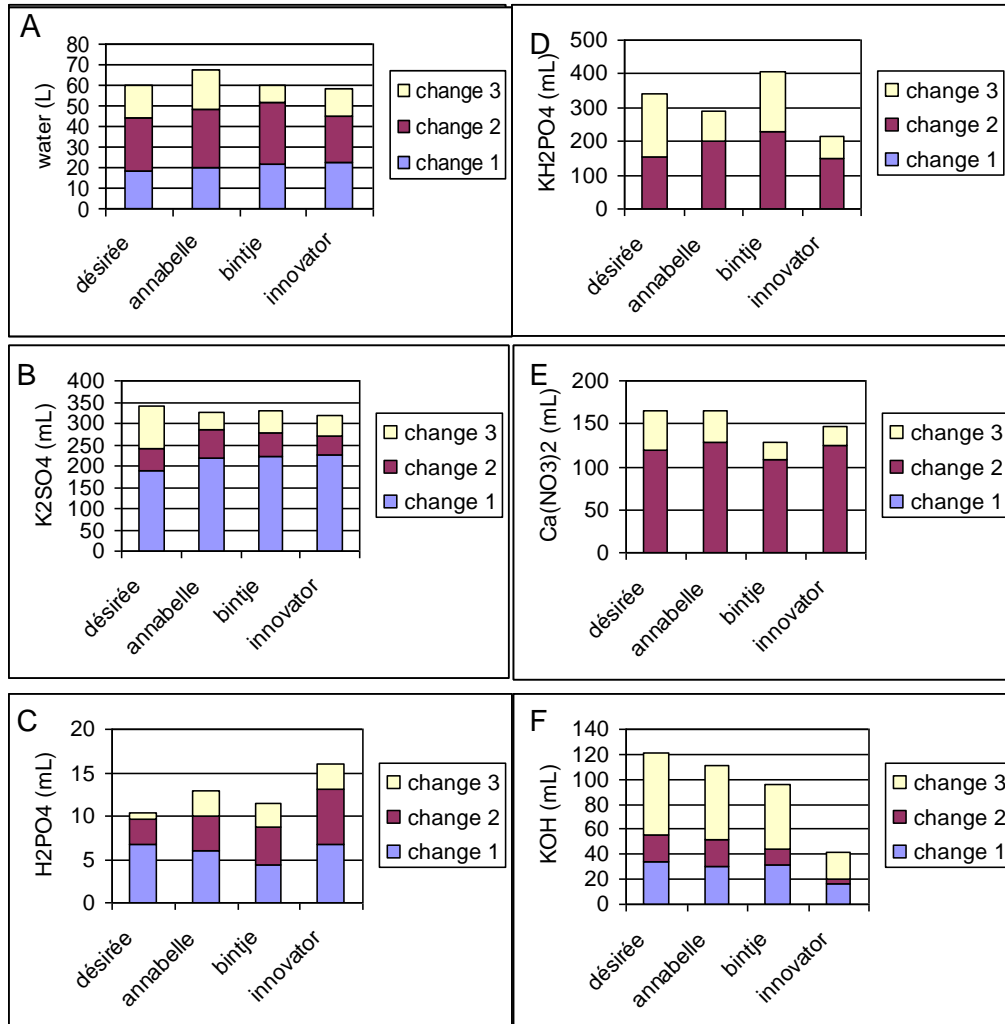 A
water (L)
80
70
60
50
40
30
20
10
0
désirée
annabelle
bintje
innovator
change 3
change 2
change 1
D
KH2PO4 (mL)
500
400
300
200
100
0
désirée
annabelle
bintje
innovator
change 3
change 2
change 1
B
K2SO4 (mL)
400
350
300
250
200
150
100
50
0
désirée
annabelle
bintje
innovator
change 3
change 2
change 1
E
Ca(NO3)2 (mL)
200
150
100
50
0
désirée
annabelle
bintje
innovator
change 3
change 2
change 1
C
H2PO4 (mL)
20
15
10
5
0
désirée
annabelle
bintje
innovator
change 3
change 2
change 1
F
KOH (mL)
140
120
100
80
60
40
20
0
désirée
annabelle
bintje
innovator
change 3
change 2
change 1